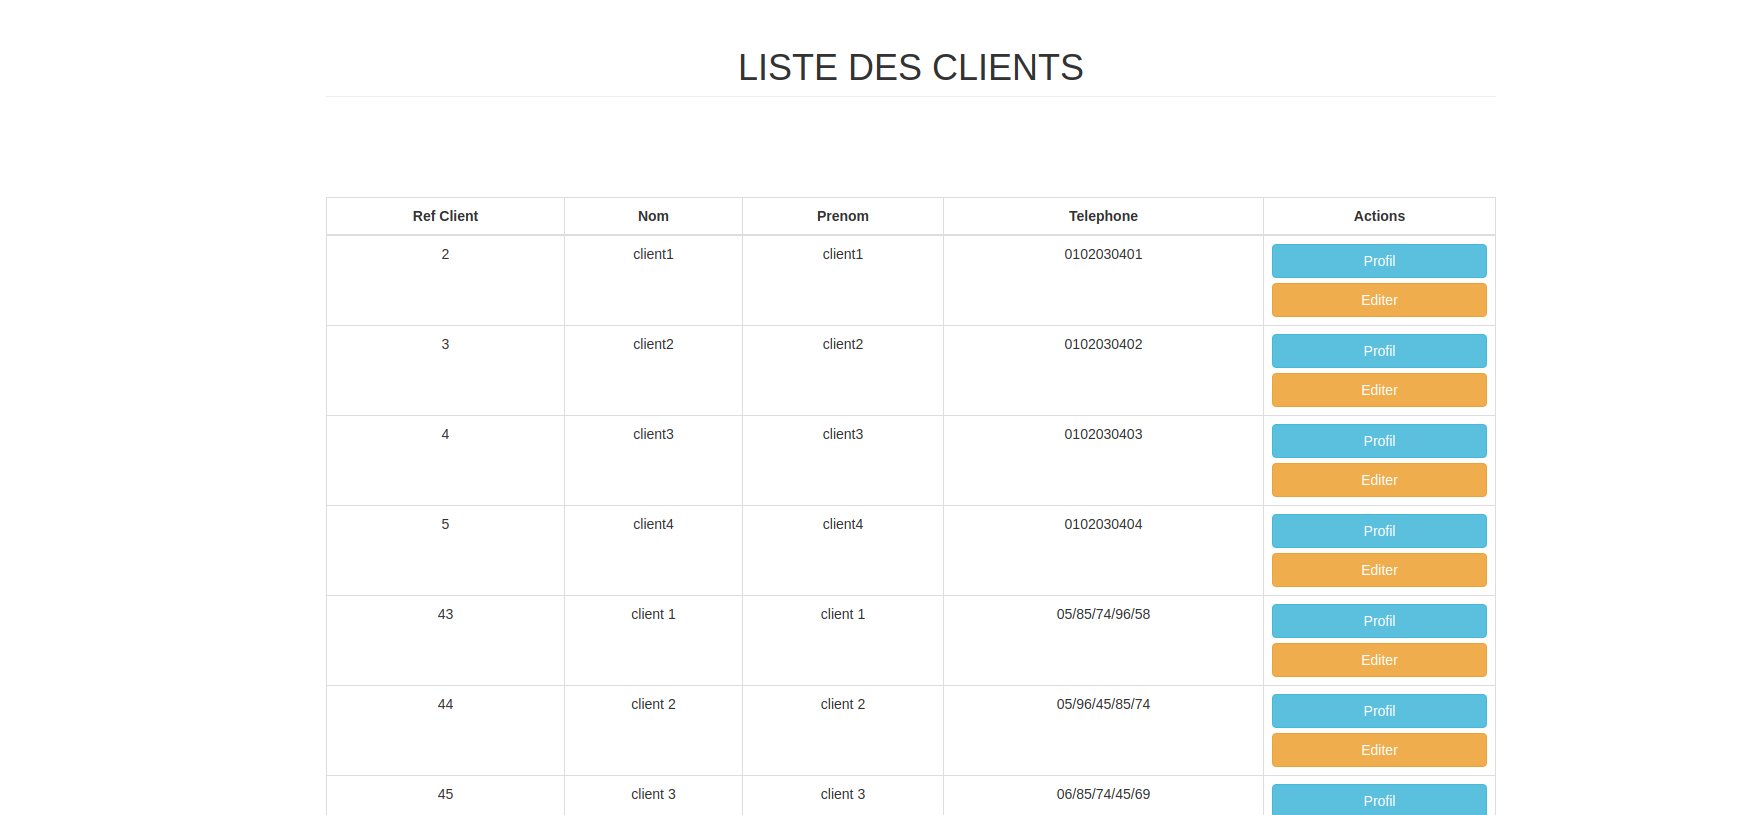 LISTE DES CLIENTS
Ref Client Nom Prenom Telephone Actions
2 client1 client1 0102030401 Profil
Editer
3 client2 client2 0102030402 Profil
Editer
4 client3 client3 0102030403 Profil
Editer
5 client4 client4 0102030404 Profil
Editer
43 client 1 client 1 05/85/74/96/58 Profil
Editer
44 client 2 client 2 05/96/45/85/74 Profil
Editer
45 client 3 client 3 06/85/74/45/69 Profil